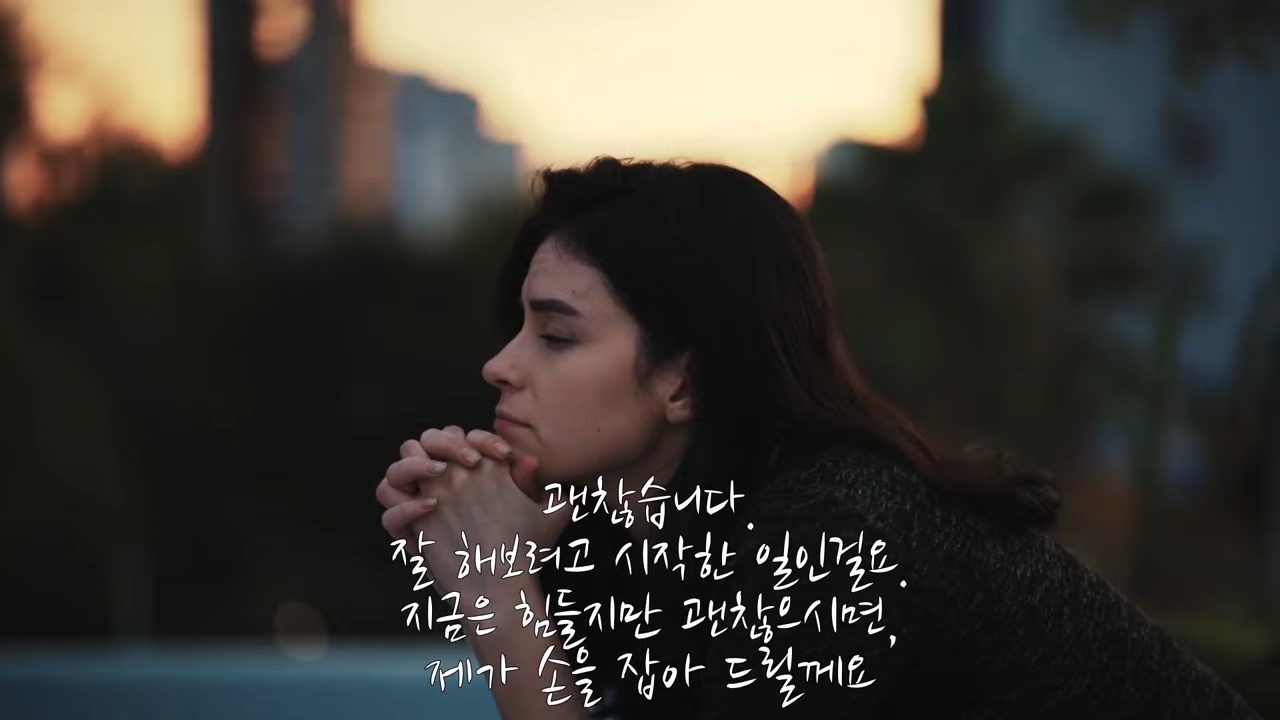 괜찮습니다.
잘 해보려고 시작한 일인걸요.
지금은 힘들지만 괜찮으시면,
제가 손을 잡아 드릴께요